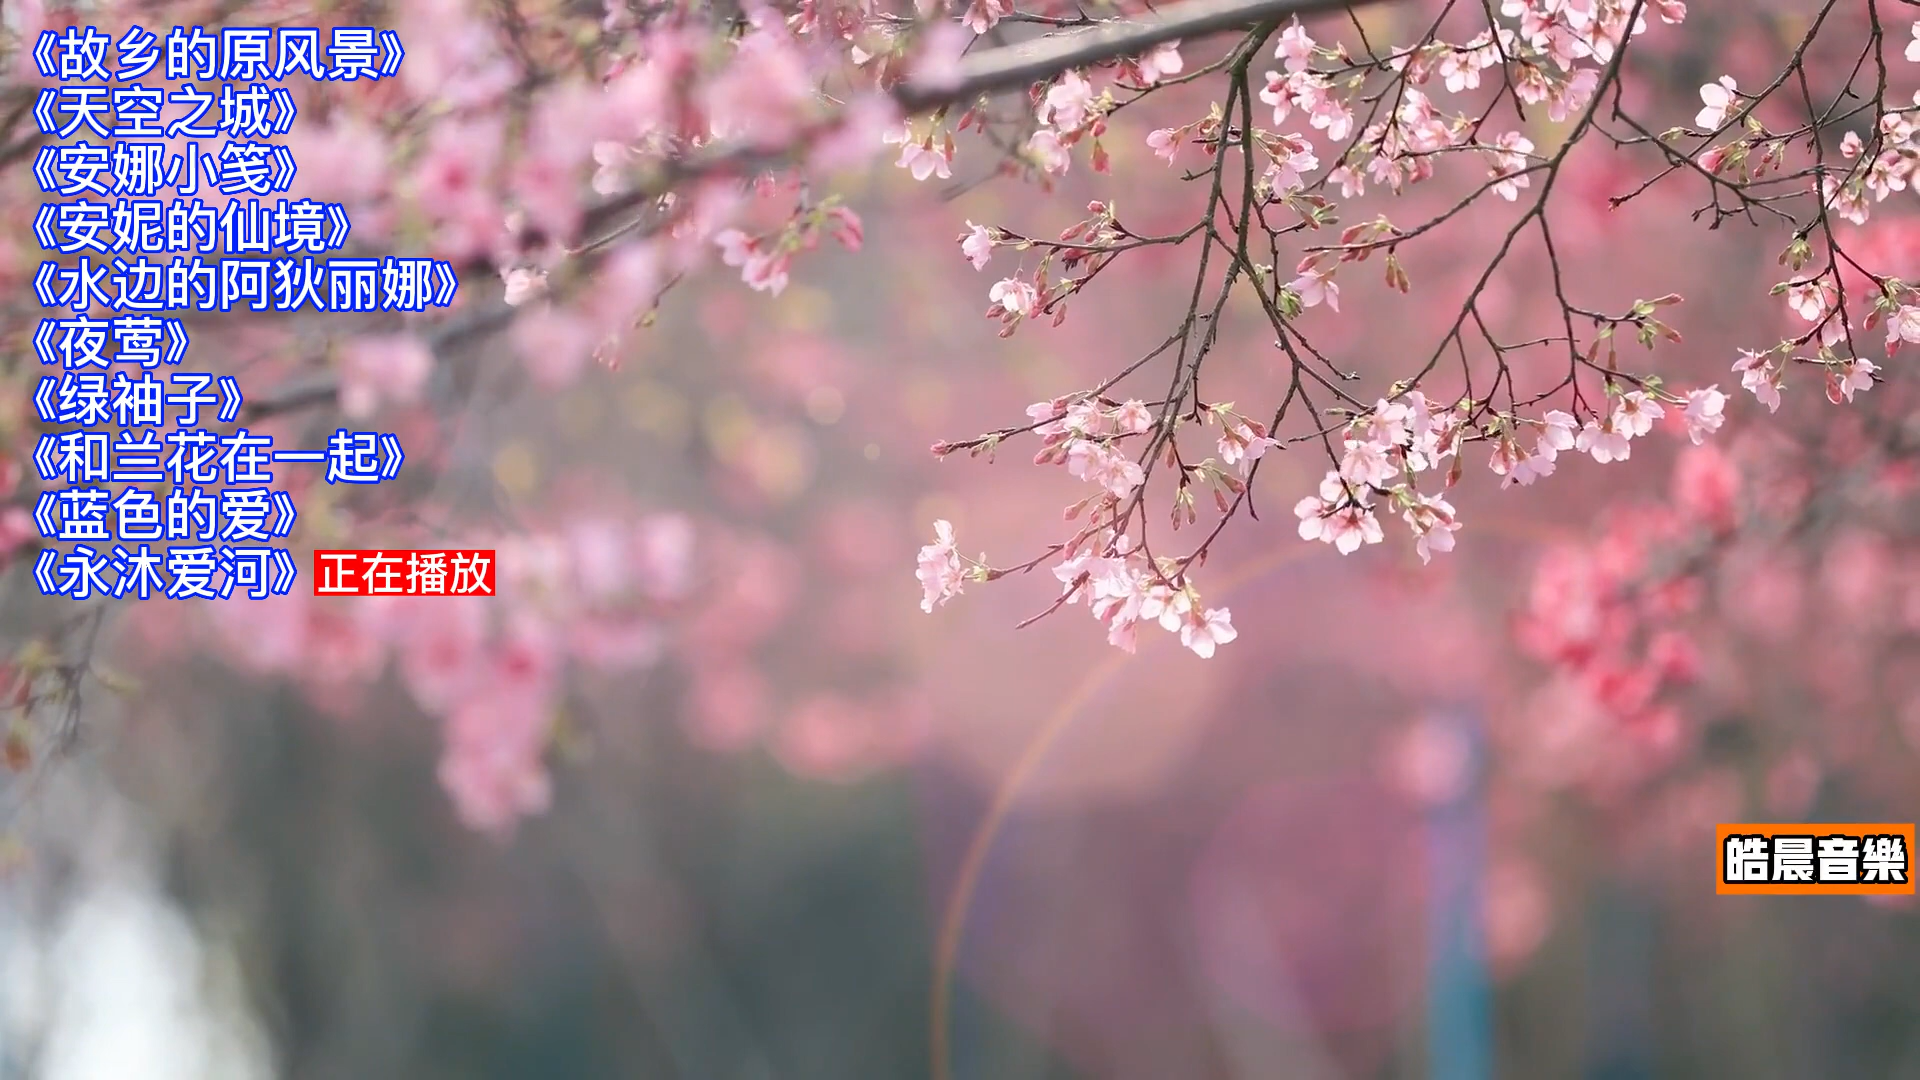 《故乡的原风景》
《天空之城》
《安娜小笺》
《安妮的仙境》
《水边的阿狄丽娜》
《夜莺》
《绿袖子》
《和兰花在一起》
《蓝色的爱》
《永沐爱河》 正在播放
皓晨音樂